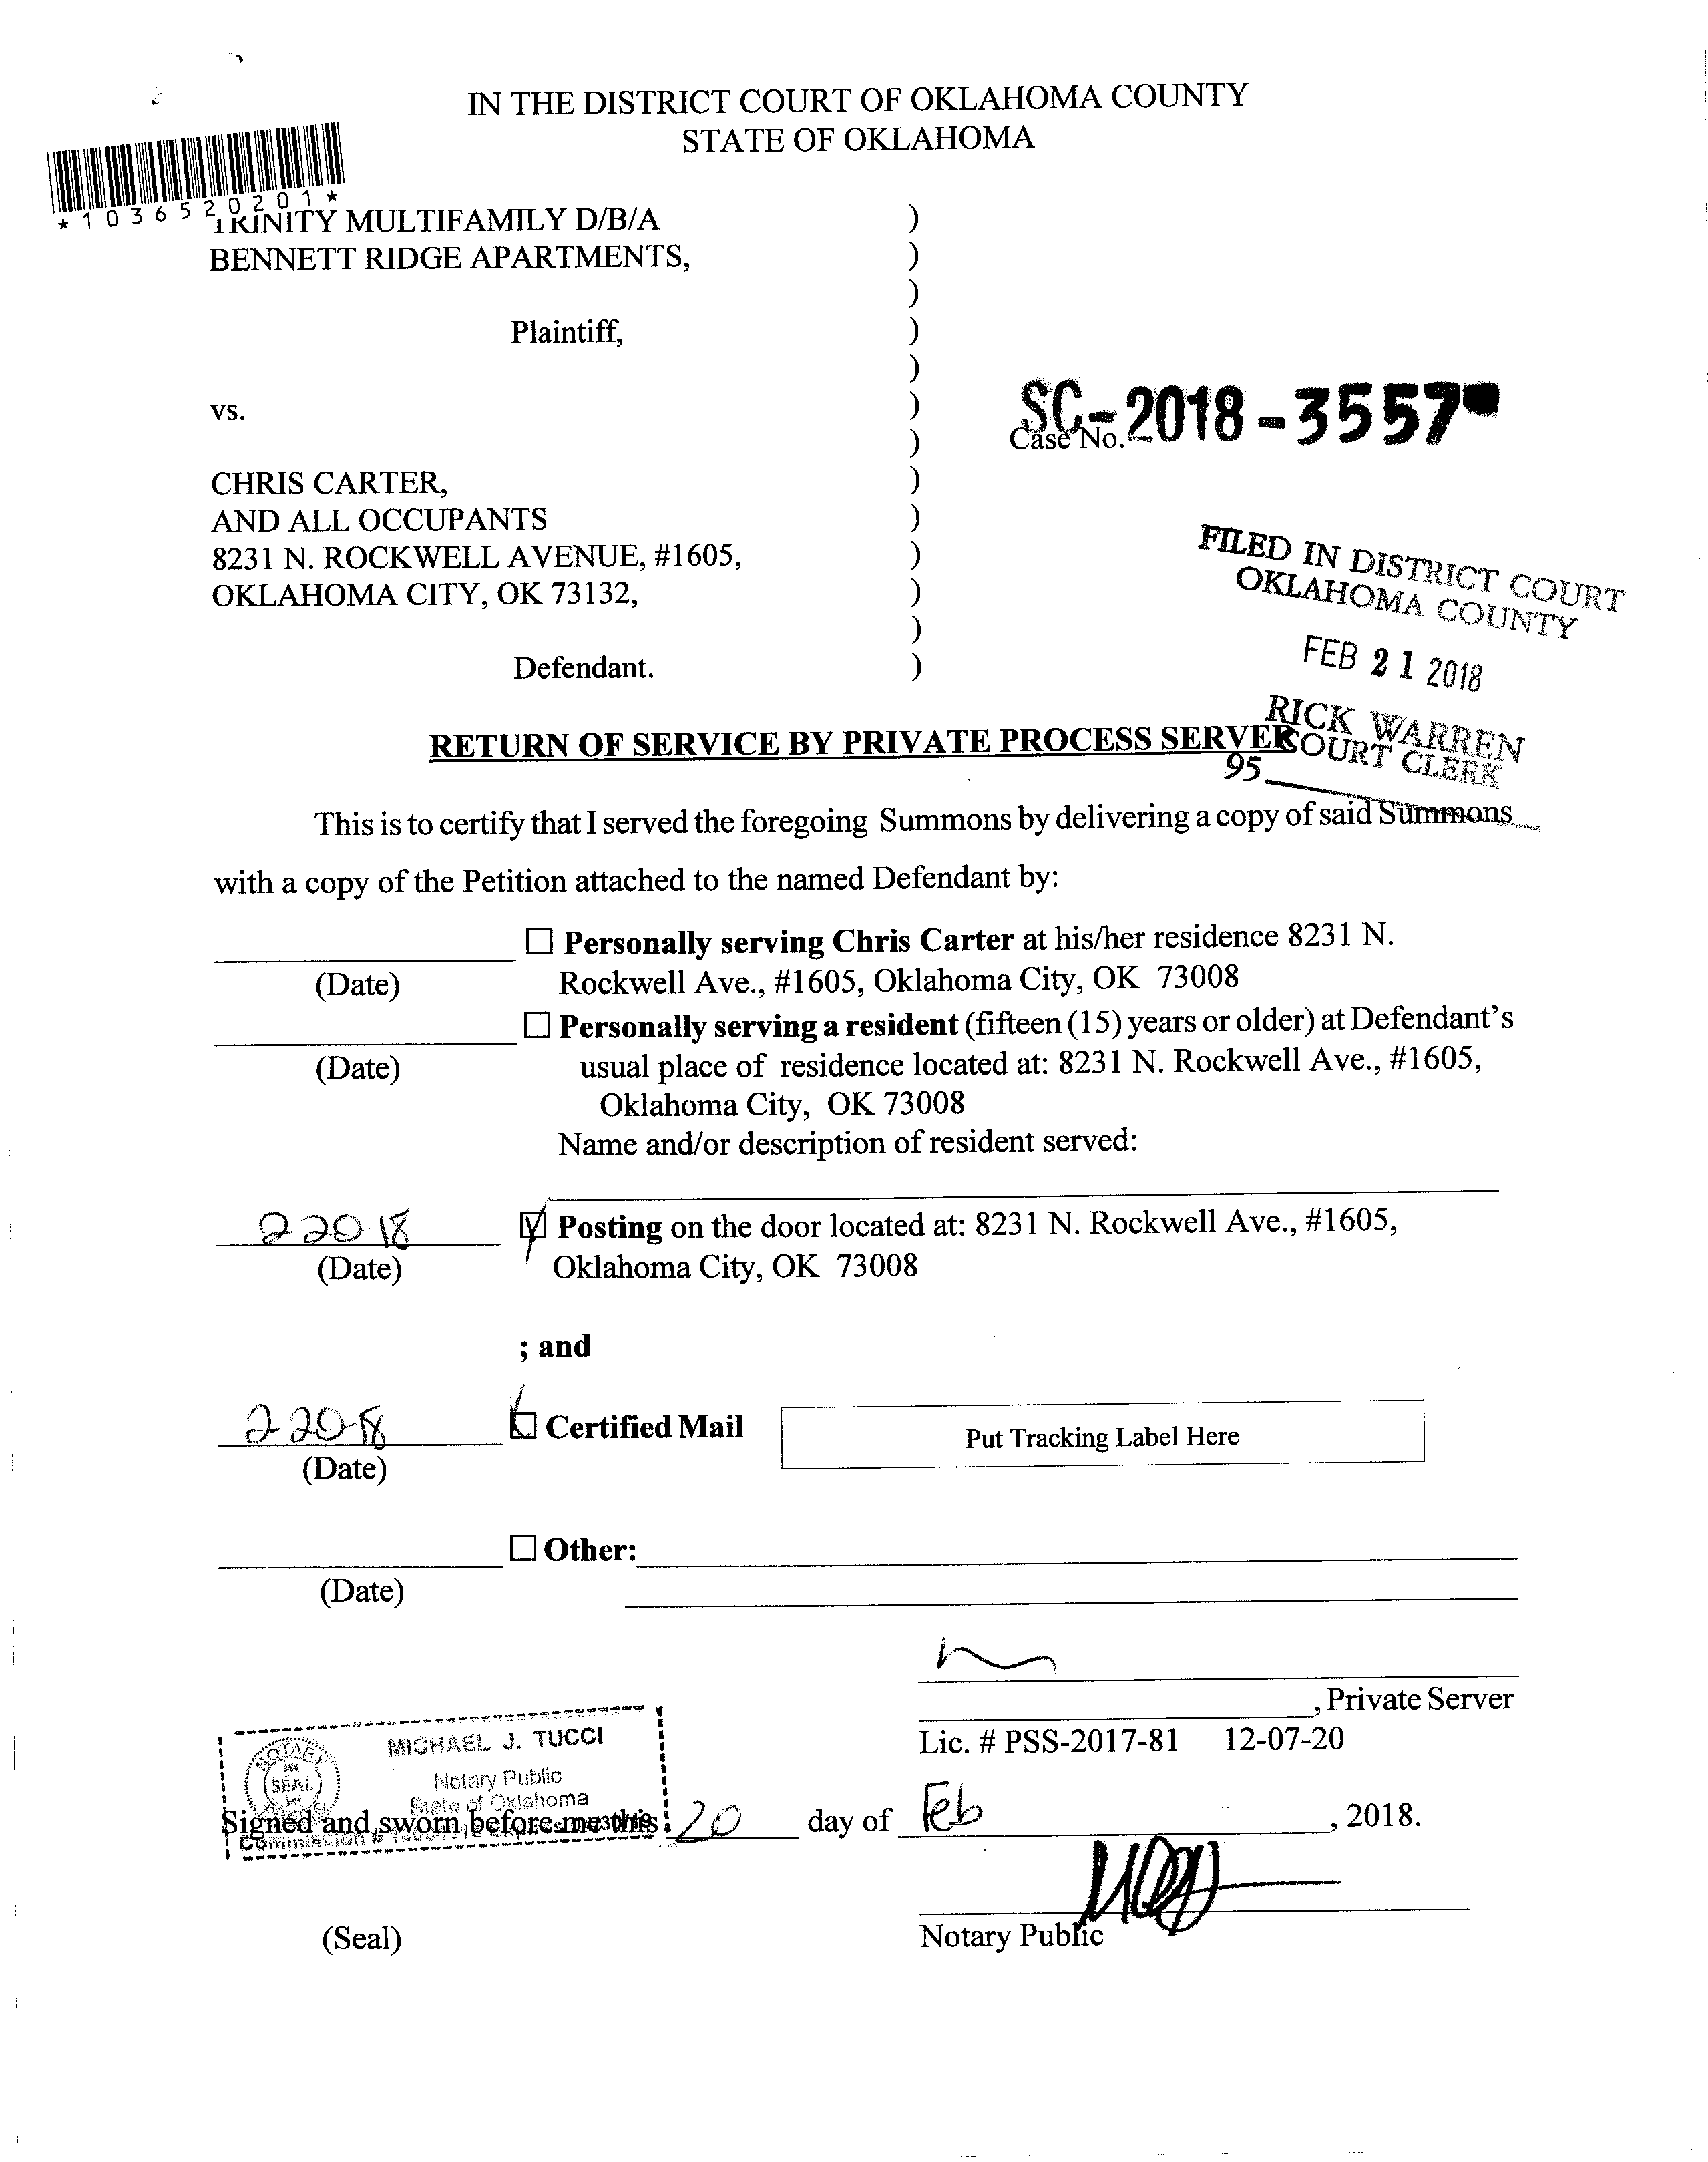 IN THE DISTRICT COURT OF OKLAHOMA COUNTY
STATE OF OKLAHOMA
*1036520201*
TRINITY MULTIFAMILY D/B/A )
BENNETT RIDGE APARTMENTS, )
)
Plaintiff, )
)
vs. )
)
Case No. SC-2018-3557
CHRIS CARTER, )
AND ALL OCCUPANTS )
8231 N. ROCKWELL AVENUE, #1605, )
OKLAHOMA CITY, OK 73132, )
)
Defendant. )
FILED IN DISTRICT COURT
OKLAHOMA COUNTY
FEB 21 2018
RICK WARREN
COURT CLERK
95
RETURN OF SERVICE BY PRIVATE PROCESS SERVER
This is to certify that I served the foregoing Summons by delivering a copy of said Summons
with a copy of the Petition attached to the named Defendant by:
☐ Personally serving Chris Carter at his/her residence 8231 N.
(Date) Rockwell Ave., #1605, Oklahoma City, OK 73008
☐ Personally serving a resident (fifteen (15) years or older) at Defendant's
(Date) usual place of residence located at: 8231 N. Rockwell Ave., #1605,
Oklahoma City, OK 73008
Name and/or description of resident served:
2 20 18 ☑ Posting on the door located at: 8231 N. Rockwell Ave., #1605,
(Date) Oklahoma City, OK 73008
; and
2 20-18 ☑ Certified Mail Put Tracking Label Here
(Date)
☐ Other:
(Date)
, Private Server
Lic. # PSS-2017-81 12-07-20
MICHAEL J. TUCCI
NOTARY
SEAL
Notary Public
State of Oklahoma
Commission #
Signed and sworn before me this 20 day of Feb, 2018.
(Seal) Notary Public